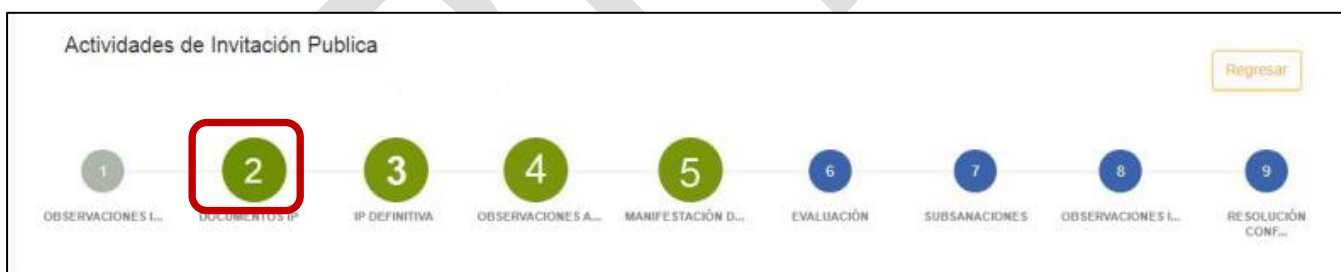 Actividades de Invitación Publica
Regresar
1
2
3
4
5
6
7
8
9
OBSERVACIONES I...
DOCUMENTOS IP
IP DEFINITIVA
OBSERVACIONES A...
MANIFESTACIÓN D...
EVALUACIÓN
SUBSANACIONES
OBSERVACIONES I...
RESOLUCIÓN
CONF...